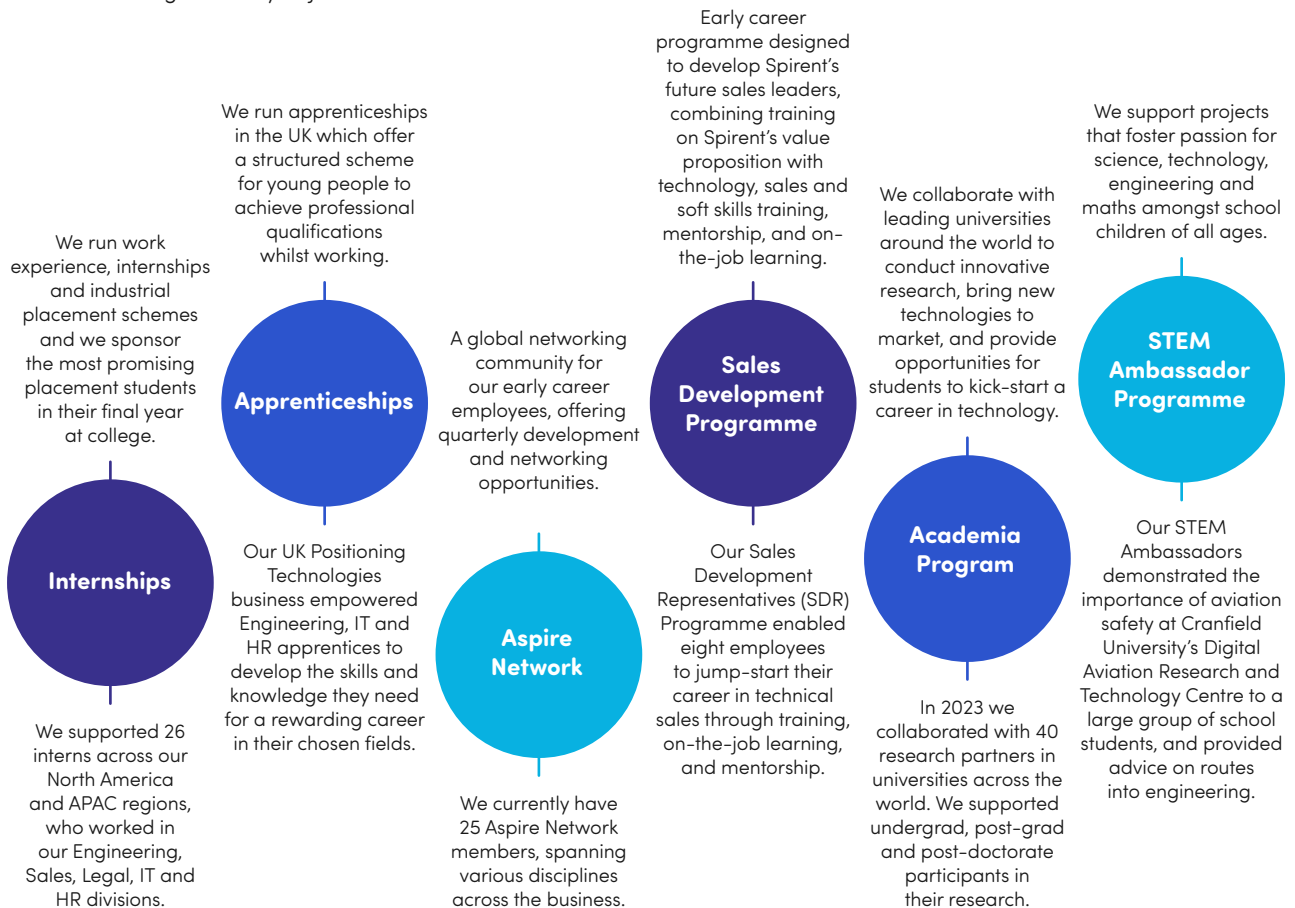 We run work
experience, internships
and industrial
placement schemes
and we sponsor
the most promising
placement students
in their final year
at college.
Internships
We supported 26
interns across our
North America
and APAC regions,
who worked in
our Engineering,
Sales, Legal, IT and
HR divisions.
We run apprenticeships
in the UK which offer
a structured scheme
for young people to
achieve professional
qualifications
whilst working.
Apprenticeships
Our UK Positioning
Technologies
business empowered
Engineering, IT and
HR apprentices to
develop the skills and
knowledge they need
for a rewarding career
in their chosen fields.
A global networking
community for
our early career
employees, offering
quarterly development
and networking
opportunities.
Aspire
Network
We currently have
25 Aspire Network
members, spanning
various disciplines
across the business.
Early career
programme designed
to develop Spirent’s
future sales leaders,
combining training
on Spirent’s value
proposition with
technology, sales and
soft skills training,
mentorship, and on-
the-job learning.
Sales
Development
Programme
Our Sales
Development
Representatives (SDR)
Programme enabled
eight employees
to jump-start their
career in technical
sales through training,
on-the-job learning,
and mentorship.
We collaborate with
leading universities
around the world to
conduct innovative
research, bring new
technologies to
market, and provide
opportunities for
students to kick-start a
career in technology.
Academia
Program
In 2023 we
collaborated with 40
research partners in
universities across the
world. We supported
undergrad, post-grad
and post-doctorate
participants in
their research.
We support projects
that foster passion for
science, technology,
engineering and
maths amongst school
children of all ages.
STEM
Ambassador
Programme
Our STEM
Ambassadors
demonstrated the
importance of aviation
safety at Cranfield
University’s Digital
Aviation Research and
Technology Centre to a
large group of school
students, and provided
advice on routes
into engineering.